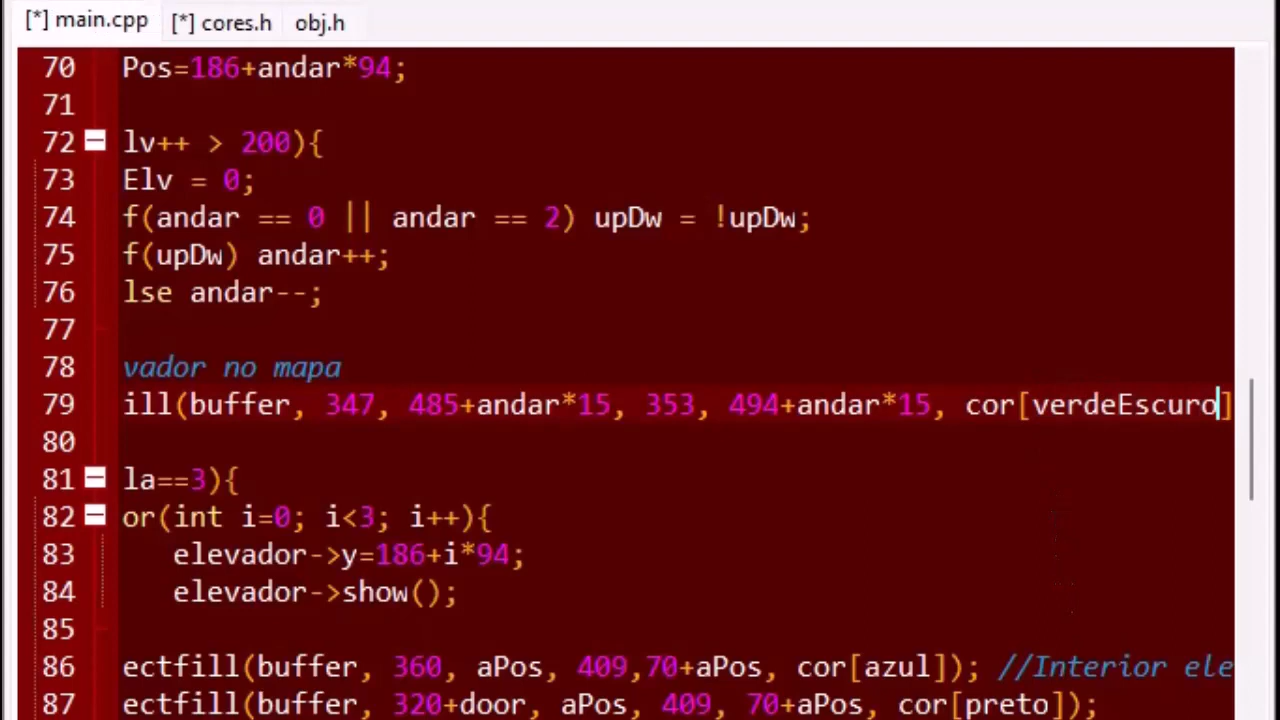 [*] main.cpp [*] cores.h obj.h
70 Pos=186+andar*94;
71
72 lv++ > 200){
73 Elv = 0;
74 f(andar == 0 || andar == 2) upDw = !upDw;
75 f(upDw) andar++;
76 lse andar--;
77
78 vador no mapa
79 ill(buffer, 347, 485+andar*15, 353, 494+andar*15, cor[verdeEscuro]
80
81 la==3){
82 or(int i=0; i<3; i++){
83 elevador->y=186+i*94;
84 elevador->show();
85
86 ectfill(buffer, 360, aPos, 409,70+aPos, cor[azul]); //Interior ele
87 ectfill(buffer, 320+door, aPos, 409, 70+aPos, cor[preto]);